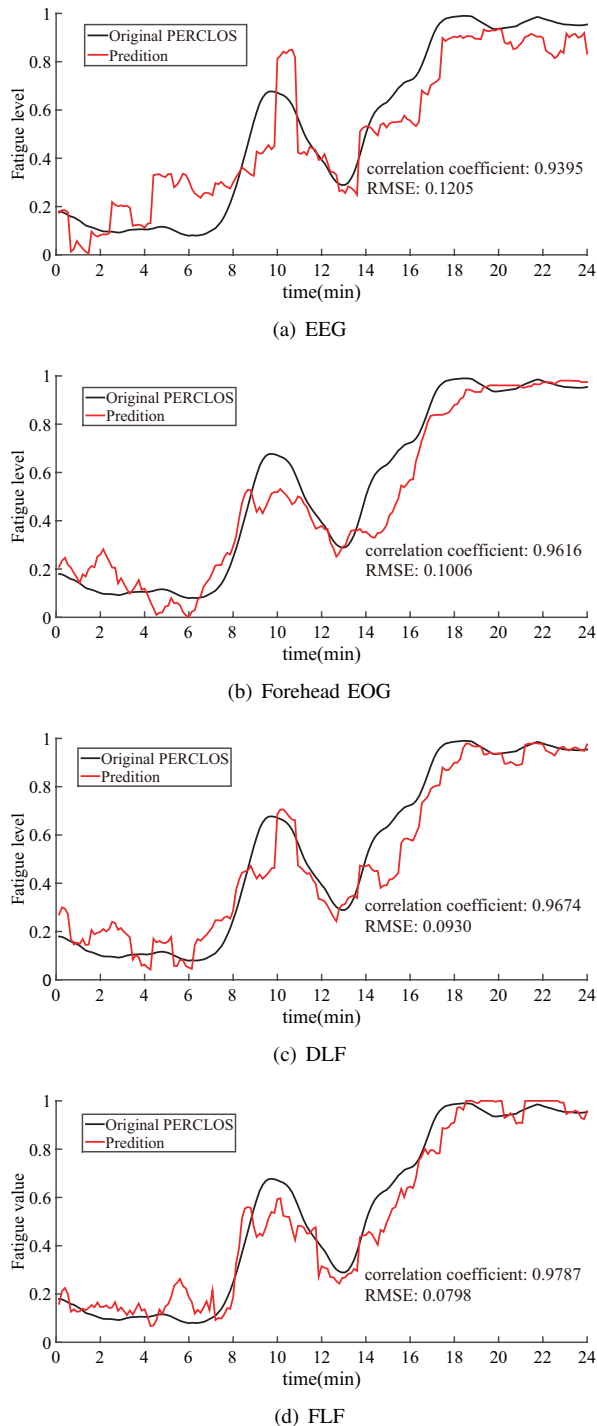 1
Original PERCLOS
Predition
0.8
0.6
Fatigue level
0.4
correlation coefficient: 0.9395
RMSE: 0.1205
0.2
0
0 2 4 6 8 10 12 14 16 18 20 22 24
time(min)
(a) EEG
1
Original PERCLOS
Predition
0.8
0.6
Fatigue level
0.4
correlation coefficient: 0.9616
RMSE: 0.1006
0.2
0
0 2 4 6 8 10 12 14 16 18 20 22 24
time(min)
(b) Forehead EOG
1
Original PERCLOS
Predition
0.8
0.6
Fatigue level
0.4
correlation coefficient: 0.9674
RMSE: 0.0930
0.2
0
0 2 4 6 8 10 12 14 16 18 20 22 24
time(min)
(c) DLF
1
Original PERCLOS
Predition
0.8
0.6
Fatigue value
0.4
correlation coefficient: 0.9787
RMSE: 0.0798
0.2
0
0 2 4 6 8 10 12 14 16 18 20 22 24
time(min)
(d) FLF